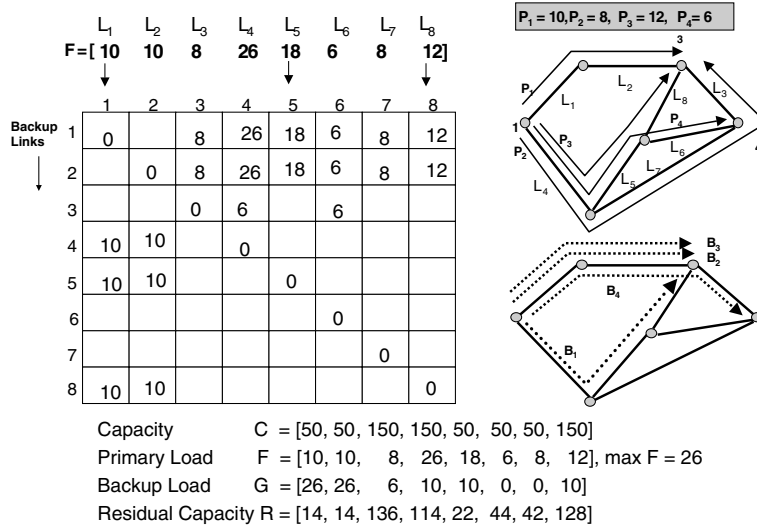 L1 L2 L3 L4 L5 L6 L7 L8
F=[ 10 10 8 26 18 6 8 12]
1 2 3 4 5 6 7 8
Backup Links
1 0 8 26 18 6 8 12
2 0 8 26 18 6 8 12
3 0 6 6
4 10 10 0
5 10 10 0
6 0
7 0
8 10 10 0
P1 = 10, P2 = 8, P3 = 12, P4 = 6
3
P1
L1
L2
L8
L3
1
P3
P4
P2
L6
L4
L5
L7
B3
B2
B4
B1
Capacity C = [50, 50, 150, 150, 50, 50, 50, 150]
Primary Load F = [10, 10, 8, 26, 18, 6, 8, 12], max F = 26
Backup Load G = [26, 26, 6, 10, 10, 0, 0, 10]
Residual Capacity R = [14, 14, 136, 114, 22, 44, 42, 128]